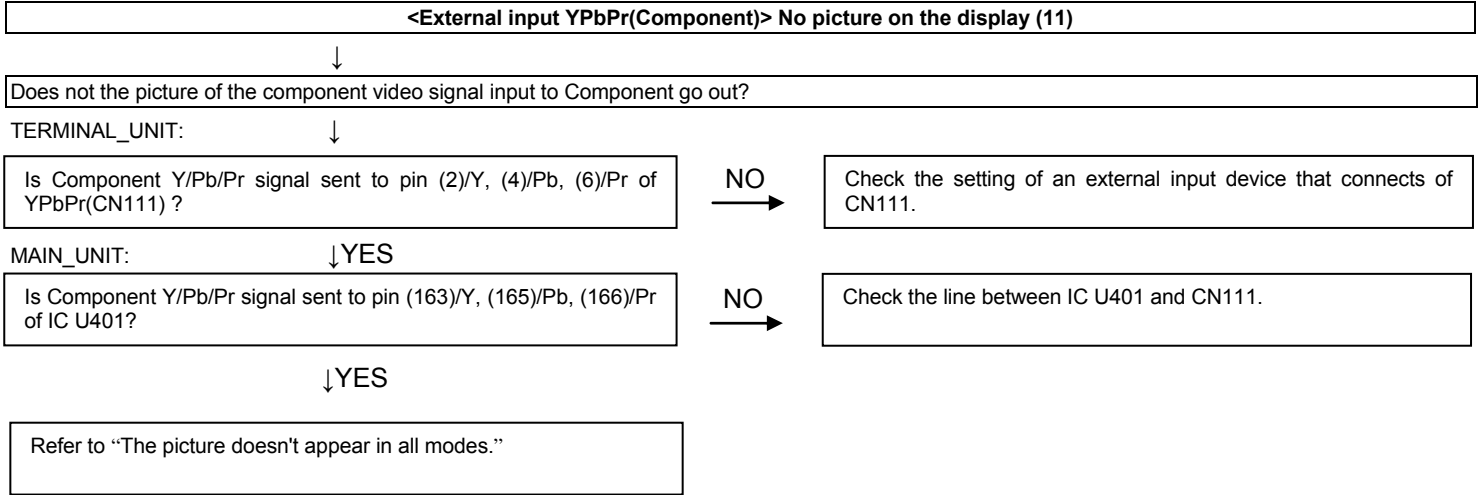 <External input YPbPr(Component)> No picture on the display (11)
↓
Does not the picture of the component video signal input to Component go out?
TERMINAL_UNIT: ↓
Is Component Y/Pb/Pr signal sent to pin (2)/Y, (4)/Pb, (6)/Pr of
YPbPr(CN111) ?
NO
Check the setting of an external input device that connects of
CN111.
MAIN_UNIT: ↓YES
Is Component Y/Pb/Pr signal sent to pin (163)/Y, (165)/Pb, (166)/Pr
of IC U401?
NO
Check the line between IC U401 and CN111.
↓YES
Refer to “The picture doesn't appear in all modes.”